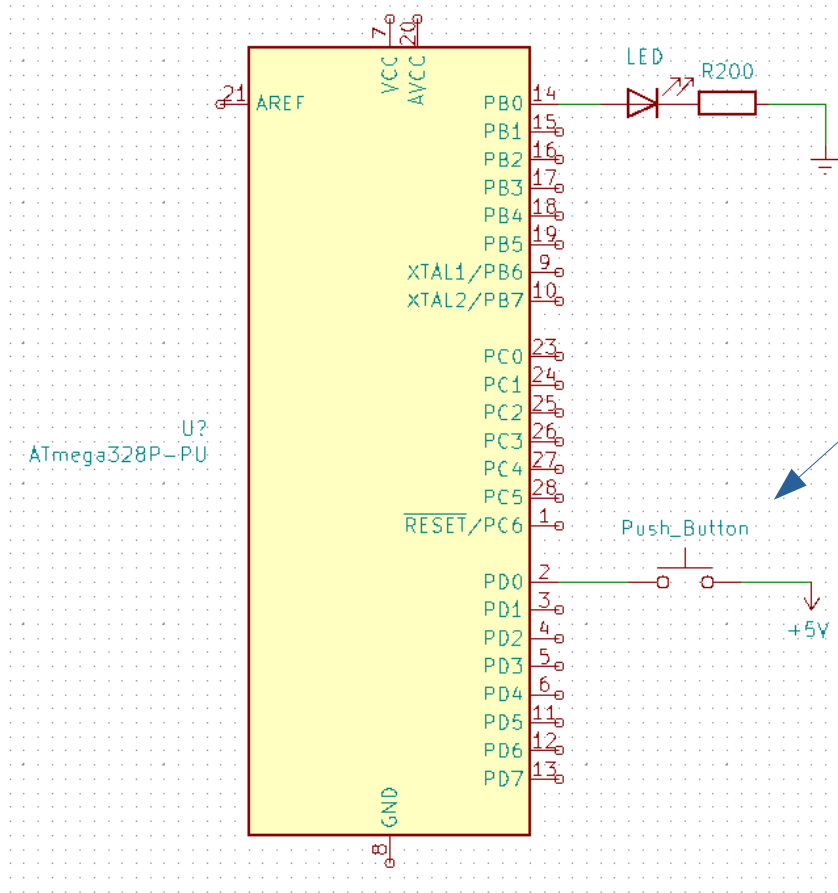 7
20
VCC
AVCC
21
AREF
LED
R200
PB0
14
PB1
15
PB2
16
PB3
17
PB4
18
PB5
19
XTAL1/PB6
9
XTAL2/PB7
10
PC0
23
PC1
24
PC2
25
PC3
26
PC4
27
PC5
28
RESET/PC6
1
U?
ATmega328P-PU
Push_Button
PD0
2
+5V
PD1
3
PD2
4
PD3
5
PD4
6
PD5
11
PD6
12
PD7
13
GND
8